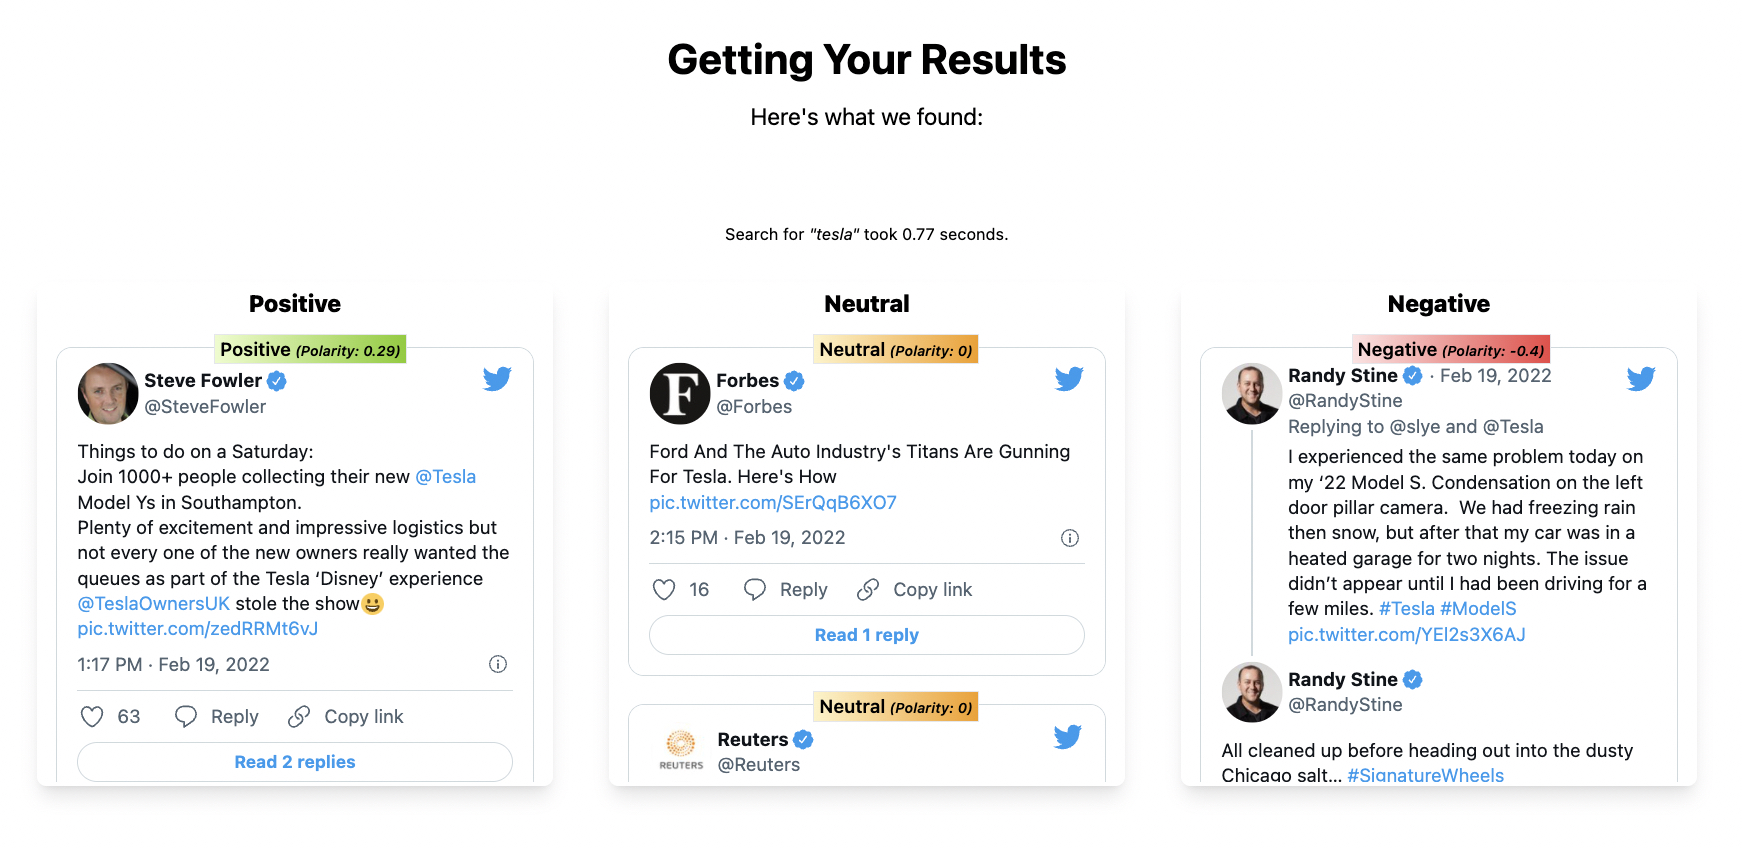 Getting Your Results
Here's what we found:
Search for "tesla" took 0.77 seconds.
Positive
Positive (Polarity: 0.29)
Steve Fowler
@SteveFowler
Things to do on a Saturday:
Join 1000+ people collecting their new @Tesla
Model Ys in Southampton.
Plenty of excitement and impressive logistics but
not every one of the new owners really wanted the
queues as part of the Tesla ‘Disney’ experience
@TeslaOwnersUK stole the show😀
pic.twitter.com/zedRRMt6vJ
1:17 PM · Feb 19, 2022
63 Reply Copy link
Read 2 replies
Neutral
Neutral (Polarity: 0)
F
Forbes
@Forbes
Ford And The Auto Industry's Titans Are Gunning
For Tesla. Here's How
pic.twitter.com/SErQqB6XO7
2:15 PM · Feb 19, 2022
16 Reply Copy link
Read 1 reply
Neutral (Polarity: 0)
REUTERS
Reuters
@Reuters
Negative
Negative (Polarity: -0.4)
Randy Stine · Feb 19, 2022
@RandyStine
Replying to @slye and @Tesla
I experienced the same problem today on
my ‘22 Model S. Condensation on the left
door pillar camera.  We had freezing rain
then snow, but after that my car was in a
heated garage for two nights. The issue
didn’t appear until I had been driving for a
few miles. #Tesla #ModelS
pic.twitter.com/YEl2s3X6AJ
Randy Stine
@RandyStine
All cleaned up before heading out into the dusty
Chicago salt... #SignatureWheels